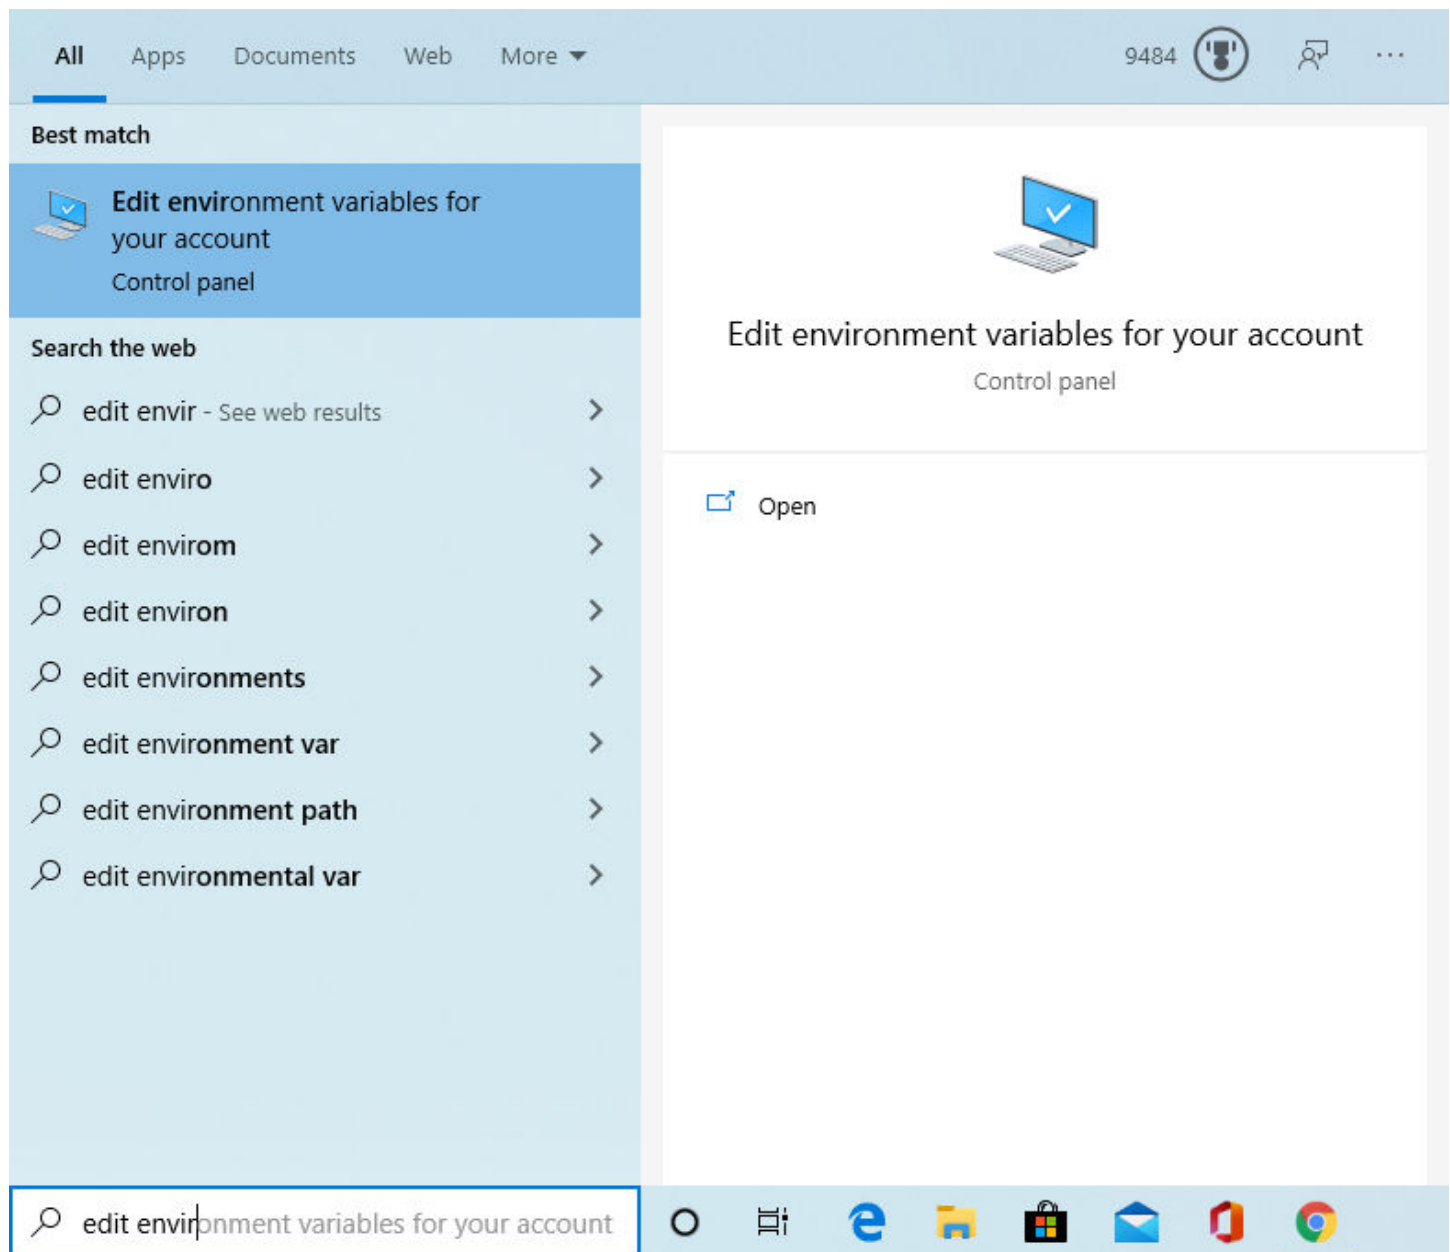 All Apps Documents Web More 9484 ...
Best match
Edit environment variables for
your account
Control panel
Search the web
edit envir - See web results
edit enviro
edit envirom
edit environ
edit environments
edit environment var
edit environment path
edit environmental var
Edit environment variables for your account
Control panel
Open
edit environment variables for your account